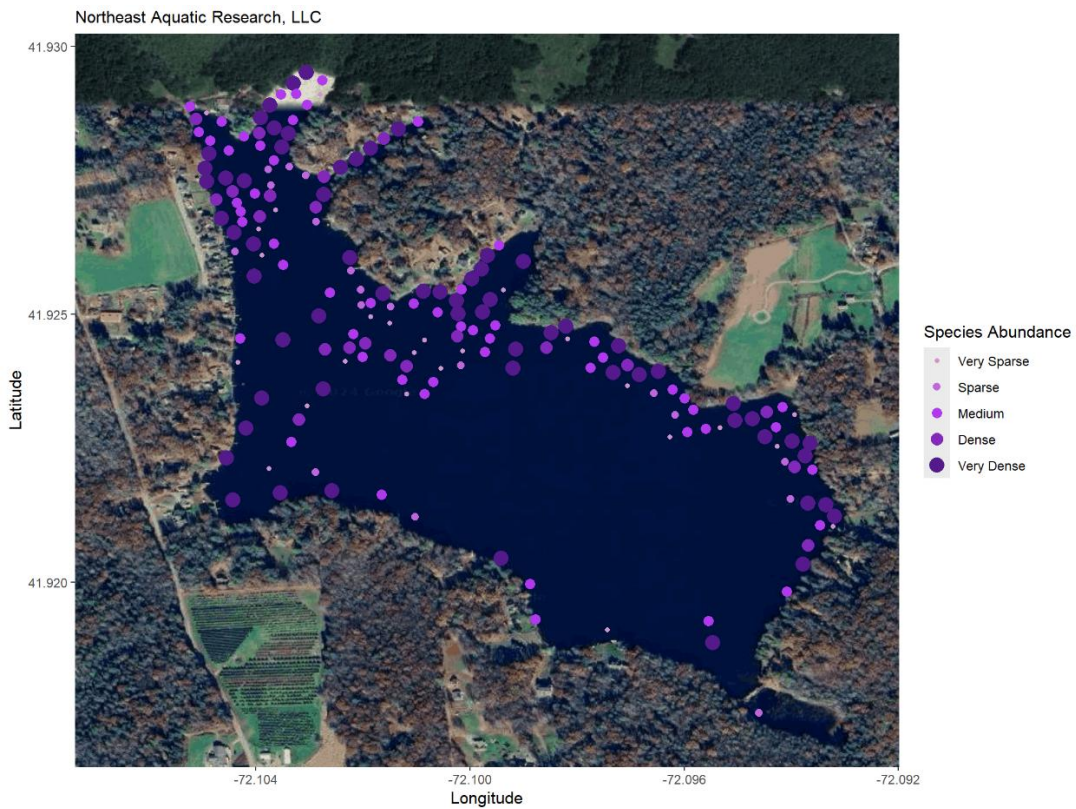 Northeast Aquatic Research, LLC
41.930
41.925
41.920
Latitude
-72.104
-72.100
-72.096
-72.092
Longitude
Species Abundance
Very Sparse
Sparse
Medium
Dense
Very Dense